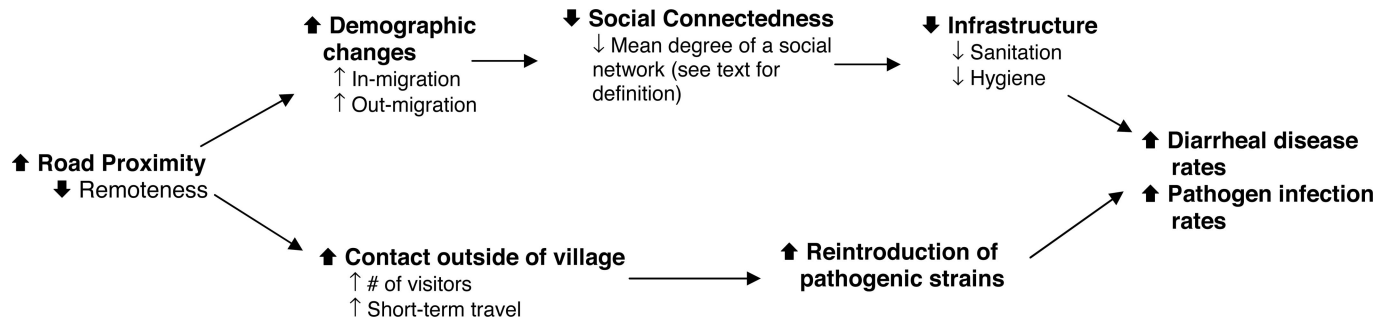 ⬆ Demographic
changes
↑ In-migration
↑ Out-migration
⬇ Social Connectedness
↓ Mean degree of a social
network (see text for
definition)
⬇ Infrastructure
↓ Sanitation
↓ Hygiene
⬆ Road Proximity
⬇ Remoteness
⬆ Diarrheal disease
rates
⬆ Pathogen infection
rates
⬆ Contact outside of village
↑ # of visitors
↑ Short-term travel
⬆ Reintroduction of
pathogenic strains